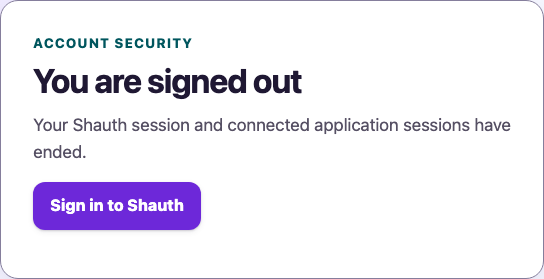 ACCOUNT SECURITY
You are signed out
Your Shauth session and connected application sessions have
ended.
Sign in to Shauth